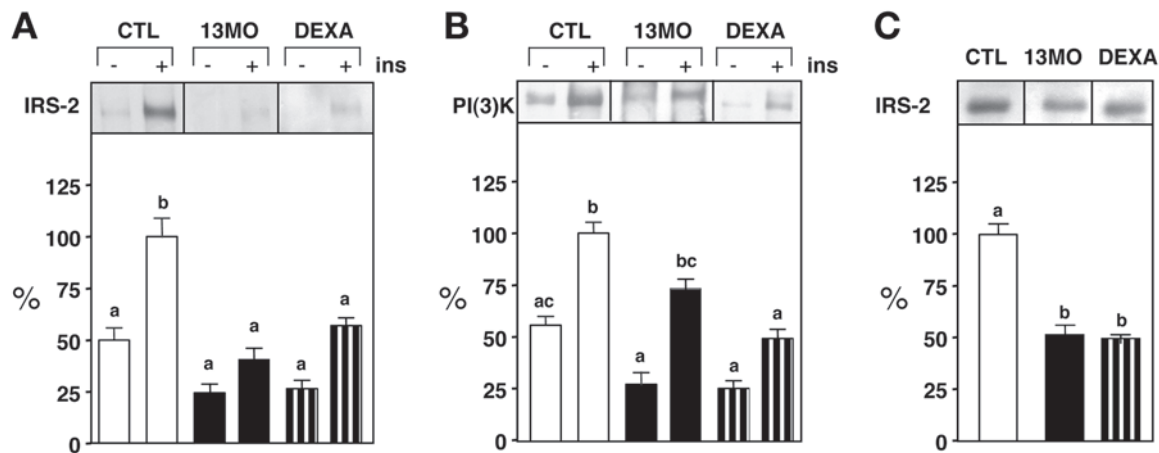 A B C
CTL 13MO DEXA
- + - + - + ins
IRS-2
%
125
100
75
50
25
0
a b a a a a
CTL 13MO DEXA
- + - + - + ins
PI(3)K
%
125
100
75
50
25
0
ac b a bc a a
CTL 13MO DEXA
IRS-2
%
125
100
75
50
25
0
a b b